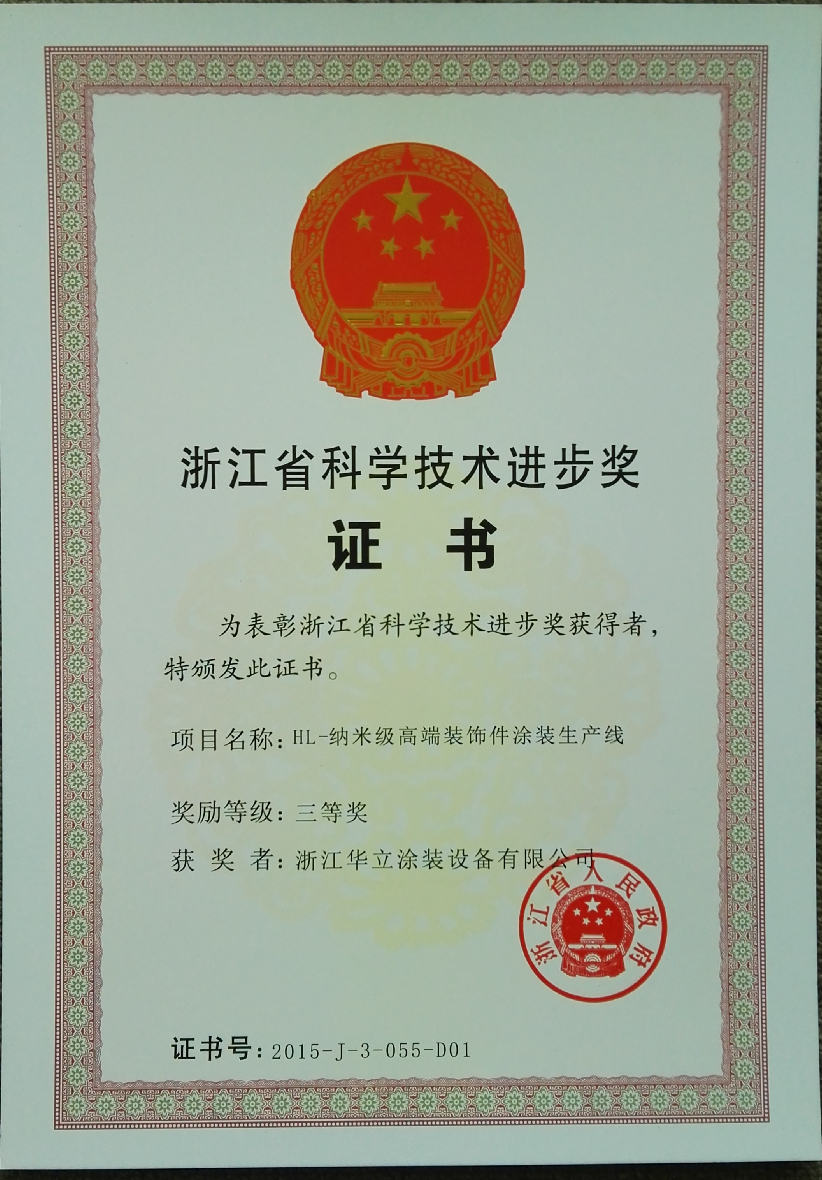 浙江省科学技术进步奖
证 书
为表彰浙江省科学技术进步奖获得者，
特颁发此证书。
项目名称：HL-纳米级高端装饰件涂装生产线
奖励等级：三等奖
获 奖 者：浙江华立涂装设备有限公司
浙江省人民政府
证书号：2015-J-3-055-D01